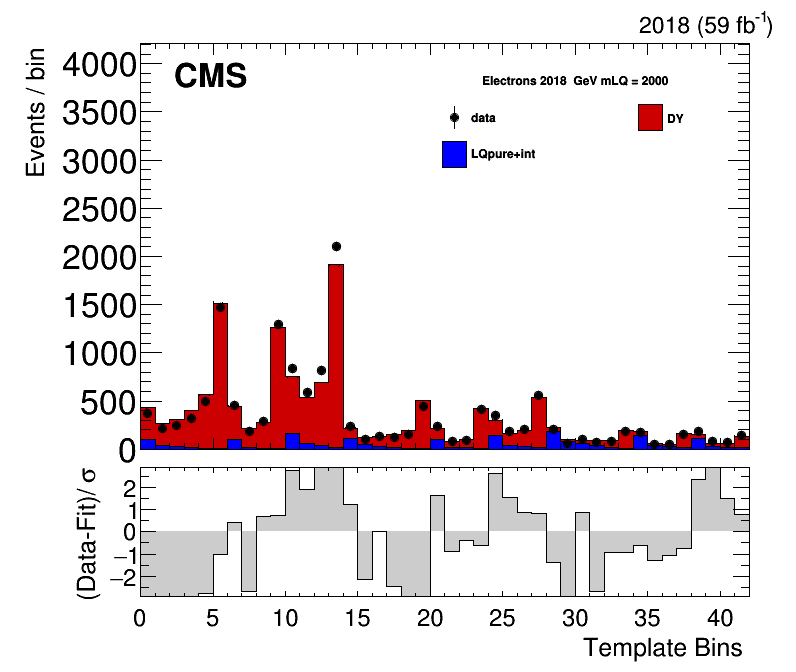 2018 (59 fb-1)
CMS
Electrons 2018 GeV mLQ = 2000
data
DY
LQpure+int
Events / bin
4000
3500
3000
2500
2000
1500
1000
500
0
(Data-Fit)/ σ
2
1
0
−1
−2
0 5 10 15 20 25 30 35 40
Template Bins